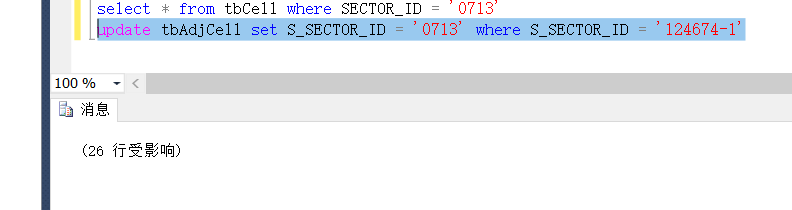 select * from tbCell where SECTOR_ID = '0713'
update tbAdjCell set S_SECTOR_ID = '0713' where S_SECTOR_ID = '124674-1'
100 %
消息
(26 行受影响)